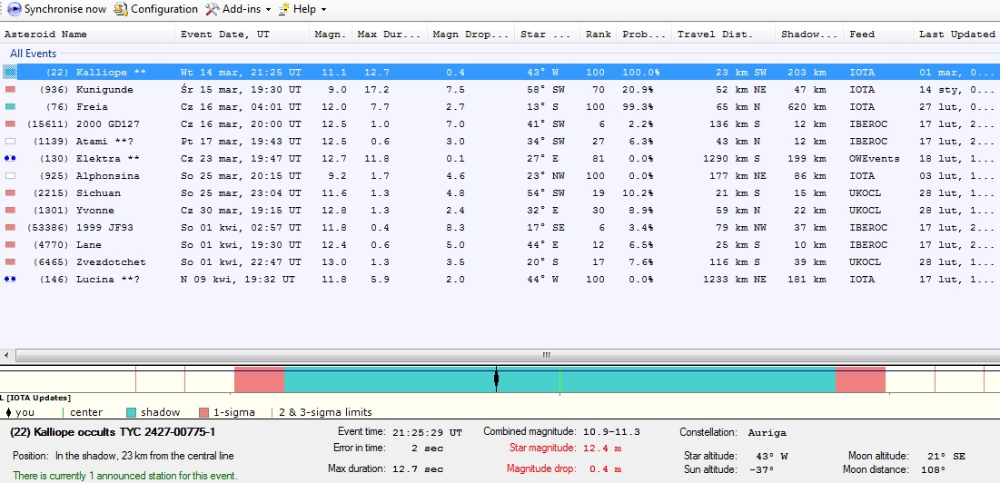 Synchronise now Configuration Add-ins Help
Asteroid Name Event Date, UT Magn. Max Dur... Magn Drop... Star ... Rank Prob... Travel Dist. Shadow... Feed Last Updated
All Events
(22) Kalliope ** Wt 14 mar, 21:25 UT 11.1 12.7 0.4 43° W 100 100.0% 23 km SW 203 km IOTA 01 mar, 0...
(936) Kunigunde Śr 15 mar, 19:30 UT 9.0 17.2 7.5 58° SW 70 20.9% 52 km NE 47 km IOTA 14 sty, 0...
(76) Freia Cz 16 mar, 04:01 UT 12.0 7.7 2.7 13° S 100 99.3% 65 km N 620 km IOTA 27 lut, 0...
(15611) 2000 GD127 Cz 16 mar, 20:00 UT 12.5 1.0 7.0 41° SW 6 2.2% 136 km S 12 km IBEROC 17 lut, 2...
(1139) Atami **? Pt 17 mar, 19:43 UT 12.5 0.6 3.0 34° SW 27 6.3% 43 km N 12 km IBEROC 17 lut, 1...
(130) Elektra ** Cz 23 mar, 19:47 UT 12.7 11.8 0.1 27° E 81 0.0% 1290 km S 199 km OWEvents 18 lut, 1...
(925) Alphonsina So 25 mar, 20:15 UT 9.2 1.7 4.6 23° NW 100 0.0% 177 km NE 86 km IOTA 03 lut, 1...
(2215) Sichuan So 25 mar, 23:04 UT 11.6 1.3 4.8 54° SW 19 10.2% 21 km S 15 km UKOCL 28 lut, 1...
(1301) Yvonne Cz 30 mar, 19:15 UT 12.8 1.3 2.4 32° E 30 8.9% 59 km N 22 km UKOCL 28 lut, 1...
(53386) 1999 JF93 So 01 kwi, 02:57 UT 11.8 0.4 8.3 17° SE 6 3.4% 79 km NW 37 km IBEROC 17 lut, 2...
(4770) Lane So 01 kwi, 19:30 UT 12.4 0.6 5.0 44° E 12 6.5% 25 km S 10 km IBEROC 17 lut, 1...
(6465) Zvezdotchet So 01 kwi, 22:47 UT 13.0 1.3 3.5 20° S 17 7.6% 116 km S 39 km UKOCL 28 lut, 1...
(146) Lucina **? N 09 kwi, 19:32 UT 11.8 5.9 2.0 44° W 100 0.0% 1233 km NE 181 km IOTA 17 lut, 1...
L [IOTA Updates]
you center shadow 1-sigma 2 & 3-sigma limits
(22) Kalliope occults TYC 2427-00775-1 Event time: 21:25:29 UT Combined magnitude: 10.9-11.3 Constellation: Auriga
Position: In the shadow, 23 km from the central line Error in time: 2 sec Star magnitude: 12.4 m Star altitude: 43° W Moon altitude: 21° SE
There is currently 1 announced station for this event. Max duration: 12.7 sec Magnitude drop: 0.4 m Sun altitude: -37° Moon distance: 108°